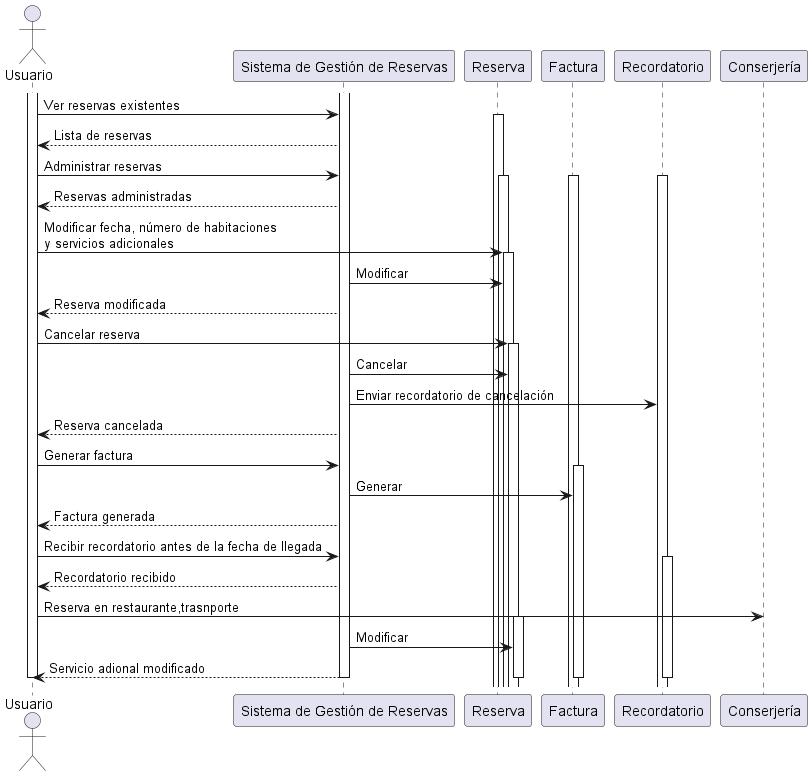 Usuario
Sistema de Gestión de Reservas
Reserva
Factura
Recordatorio
Conserjería
Ver reservas existentes
Lista de reservas
Administrar reservas
Reservas administradas
Modificar fecha, número de habitaciones
y servicios adicionales
Modificar
Reserva modificada
Cancelar reserva
Cancelar
Enviar recordatorio de cancelación
Reserva cancelada
Generar factura
Generar
Factura generada
Recibir recordatorio antes de la fecha de llegada
Recordatorio recibido
Reserva en restaurante,trasnporte
Modificar
Servicio adional modificado
Usuario
Sistema de Gestión de Reservas
Reserva
Factura
Recordatorio
Conserjería